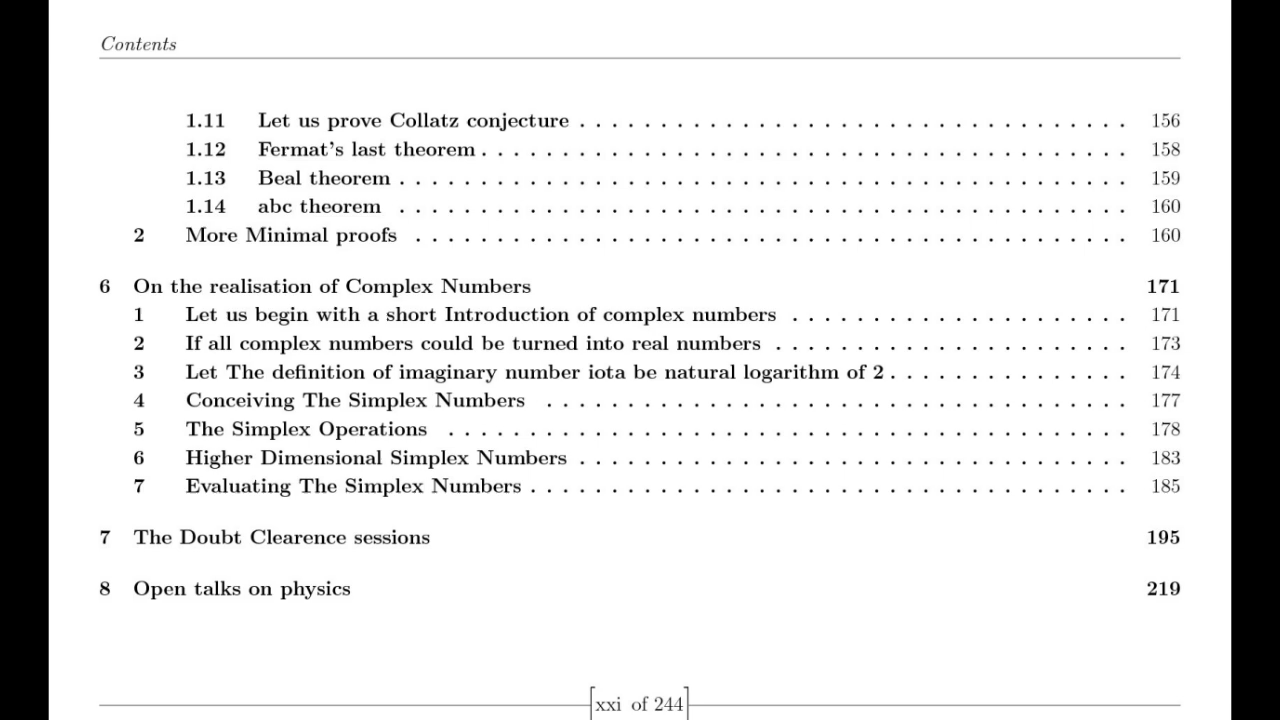 Contents
1.11 Let us prove Collatz conjecture . . . . . . . . . . . . . . . . . . . . . . . . . . . . . . . . . . 156
1.12 Fermat's last theorem . . . . . . . . . . . . . . . . . . . . . . . . . . . . . . . . . . . . . . . . 158
1.13 Beal theorem . . . . . . . . . . . . . . . . . . . . . . . . . . . . . . . . . . . . . . . . . . . . . 159
1.14 abc theorem . . . . . . . . . . . . . . . . . . . . . . . . . . . . . . . . . . . . . . . . . . . . . 160
2 More Minimal proofs . . . . . . . . . . . . . . . . . . . . . . . . . . . . . . . . . . . . . . . . . . . . 160
6 On the realisation of Complex Numbers 171
1 Let us begin with a short Introduction of complex numbers . . . . . . . . . . . . . . . . . . . . . 171
2 If all complex numbers could be turned into real numbers . . . . . . . . . . . . . . . . . . . . . . 173
3 Let The definition of imaginary number iota be natural logarithm of 2 . . . . . . . . . . . . . . . 174
4 Conceiving The Simplex Numbers . . . . . . . . . . . . . . . . . . . . . . . . . . . . . . . . . . . . 177
5 The Simplex Operations . . . . . . . . . . . . . . . . . . . . . . . . . . . . . . . . . . . . . . . . . . 178
6 Higher Dimensional Simplex Numbers . . . . . . . . . . . . . . . . . . . . . . . . . . . . . . . . . . 183
7 Evaluating The Simplex Numbers . . . . . . . . . . . . . . . . . . . . . . . . . . . . . . . . . . . . . 185
7 The Doubt Clearence sessions 195
8 Open talks on physics 219
[xxi of 244]